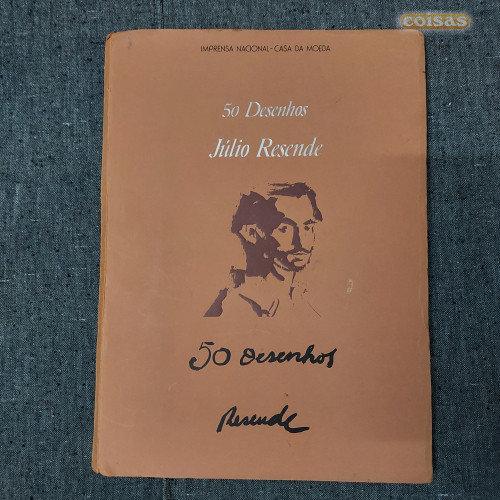 coisas
IMPRENSA NACIONAL-CASA DA MOEDA
50 Desenhos
Júlio Resende
50 Desenhos
Resende